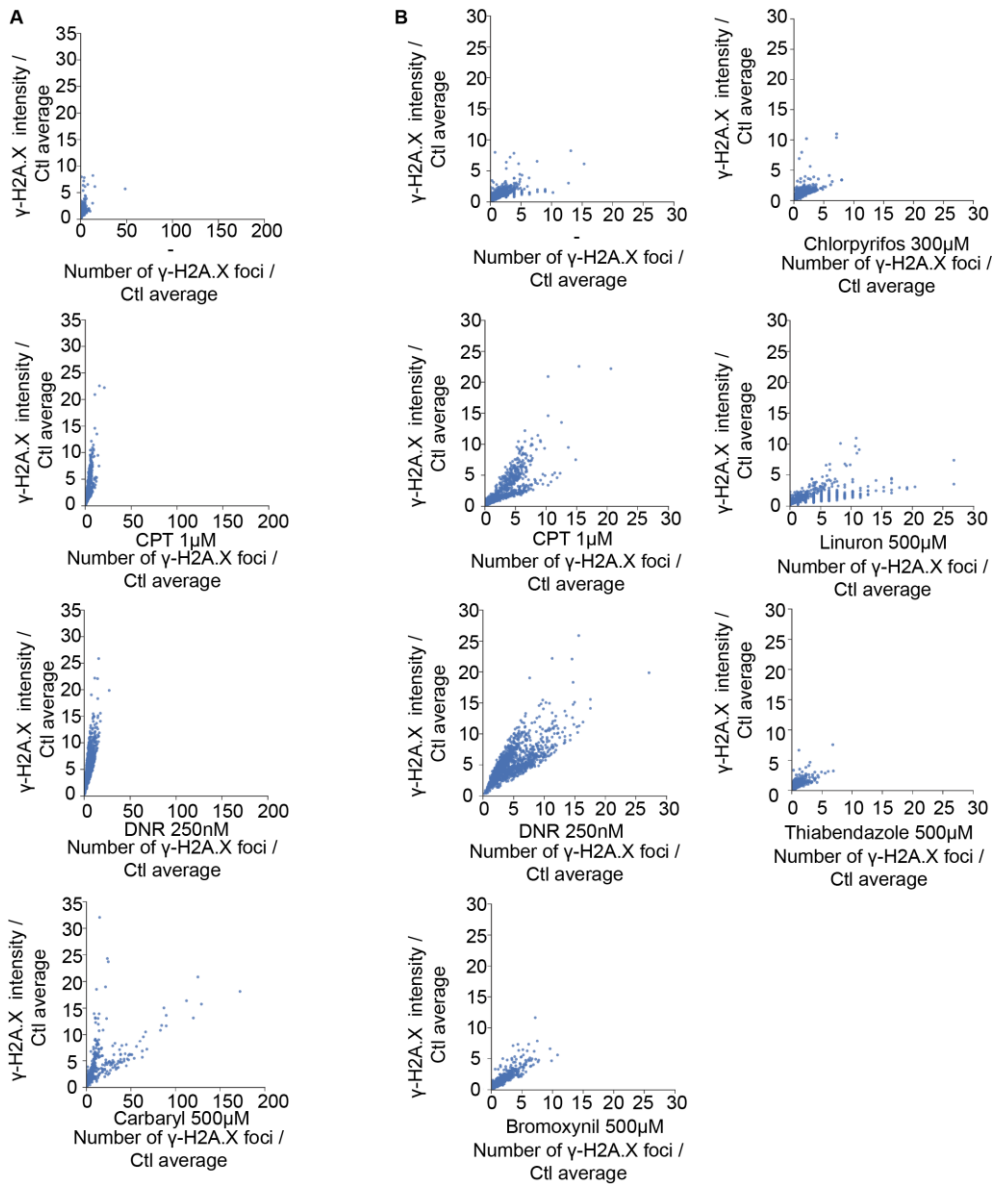 A
γ-H2A.X intensity /
Ctl average
35
30
25
20
15
10
5
0
0 50 100 150 200
-
Number of γ-H2A.X foci /
Ctl average
γ-H2A.X intensity /
Ctl average
35
30
25
20
15
10
5
0
0 50 100 150 200
CPT 1µM
Number of γ-H2A.X foci /
Ctl average
γ-H2A.X intensity /
Ctl average
35
30
25
20
15
10
5
0
0 50 100 150 200
DNR 250nM
Number of γ-H2A.X foci /
Ctl average
γ-H2A.X intensity /
Ctl average
35
30
25
20
15
10
5
0
0 50 100 150 200
Carbaryl 500µM
Number of γ-H2A.X foci /
Ctl average
B
γ-H2A.X intensity /
Ctl average
30
25
20
15
10
5
0
0 5 10 15 20 25 30
-
Number of γ-H2A.X foci /
Ctl average
γ-H2A.X intensity /
Ctl average
30
25
20
15
10
5
0
0 5 10 15 20 25 30
Chlorpyrifos 300µM
Number of γ-H2A.X foci /
Ctl average
γ-H2A.X intensity /
Ctl average
30
25
20
15
10
5
0
0 5 10 15 20 25 30
CPT 1µM
Number of γ-H2A.X foci /
Ctl average
γ-H2A.X intensity /
Ctl average
30
25
20
15
10
5
0
0 5 10 15 20 25 30
Linuron 500µM
Number of γ-H2A.X foci /
Ctl average
γ-H2A.X intensity /
Ctl average
30
25
20
15
10
5
0
0 5 10 15 20 25 30
DNR 250nM
Number of γ-H2A.X foci /
Ctl average
γ-H2A.X intensity /
Ctl average
30
25
20
15
10
5
0
0 5 10 15 20 25 30
Thiabendazole 500µM
Number of γ-H2A.X foci /
Ctl average
γ-H2A.X intensity /
Ctl average
30
25
20
15
10
5
0
0 5 10 15 20 25 30
Bromoxynil 500µM
Number of γ-H2A.X foci /
Ctl average